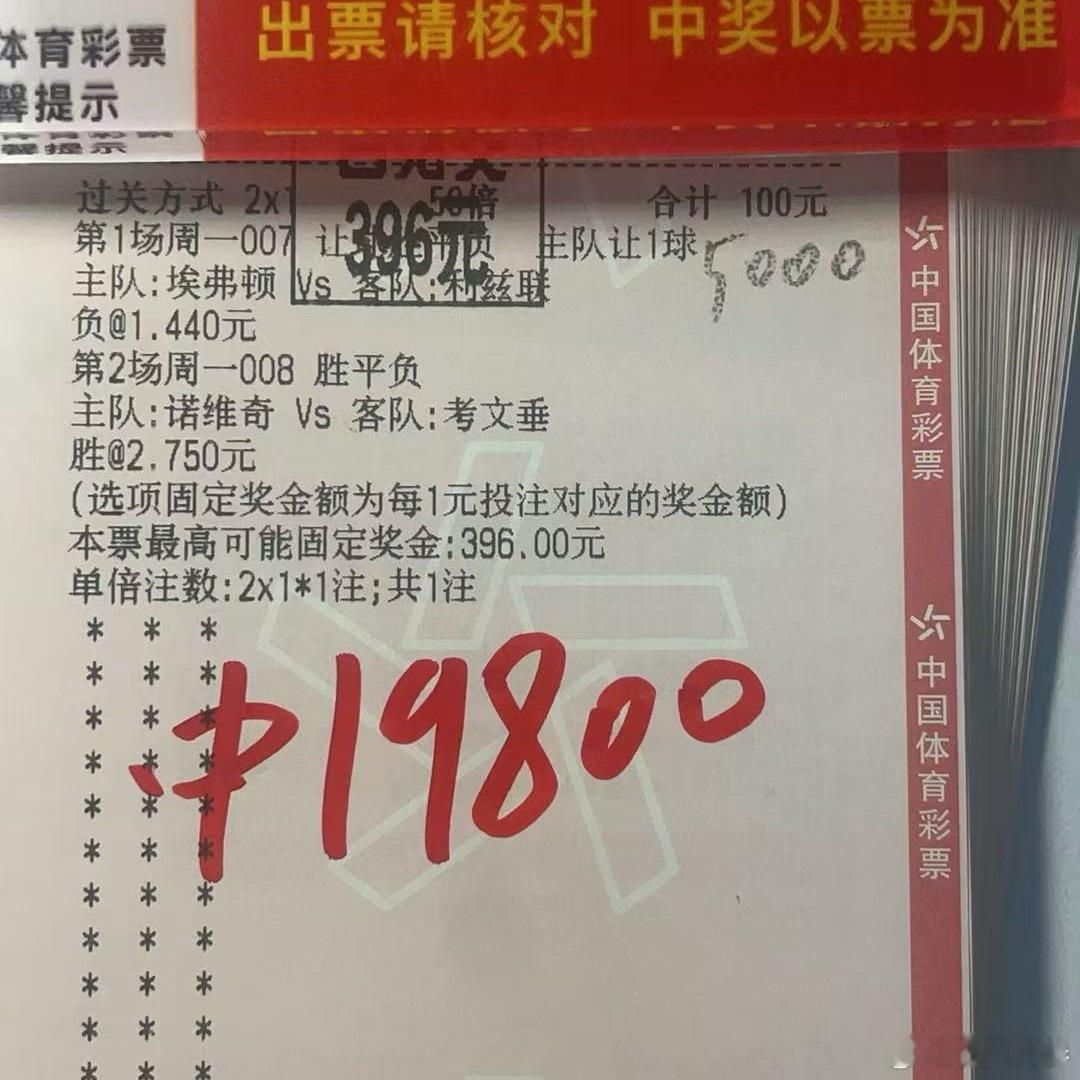 体育彩票
馨提示
出票请核对 中奖以票为准
过关方式 2x1 50倍 合计 100元
396元
第1场周一007 让 平负 主队让1球
5000
主队:埃弗顿 Vs 客队:利兹联
负@1.440元
第2场周一008 胜平负
主队:诺维奇 Vs 客队:考文垂
胜@2.750元
(选项固定奖金额为每1元投注对应的奖金额)
本票最高可能固定奖金:396.00元
单倍注数:2x1*1注;共1注
* * *
* * *
* * *
* * *
* * *
* * *
* * *
* * *
* * *
* * *
* * *
中19800
中国体育彩票
中国体育彩票